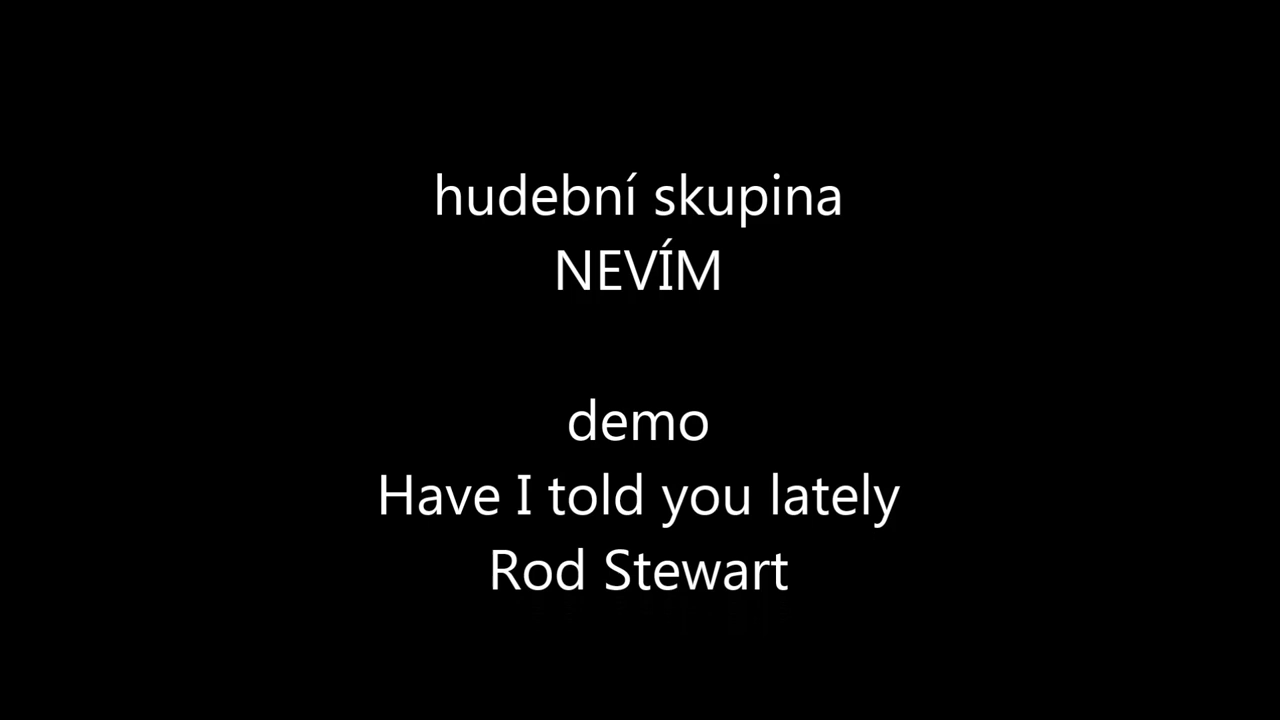 hudební skupina
NEVÍM
demo
Have I told you lately
Rod Stewart